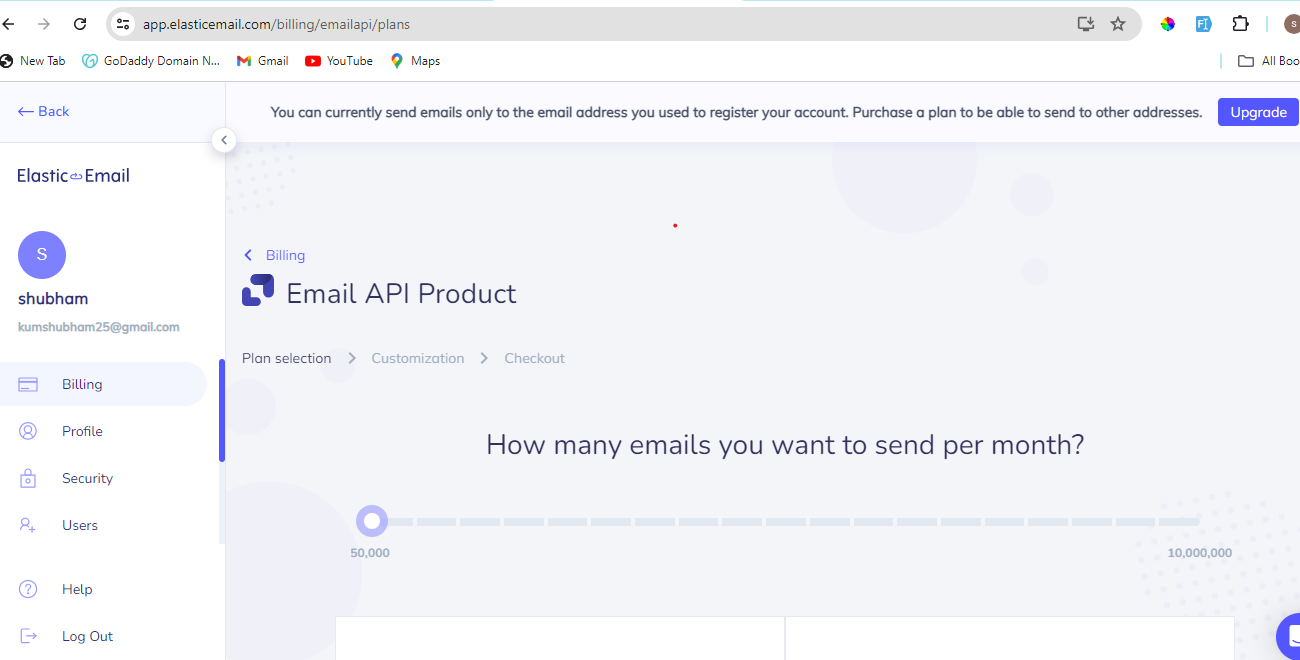 app.elasticemail.com/billing/emailapi/plans
S
New Tab
GoDaddy Domain N...
Gmail
YouTube
Maps
All Boo
Back
You can currently send emails only to the email address you used to register your account. Purchase a plan to be able to send to other addresses.
Upgrade
Elastic Email
S
shubham
kumshubham25@gmail.com
Billing
Profile
Security
Users
Help
Log Out
Billing
Email API Product
Plan selection > Customization > Checkout
How many emails you want to send per month?
50,000
10,000,000